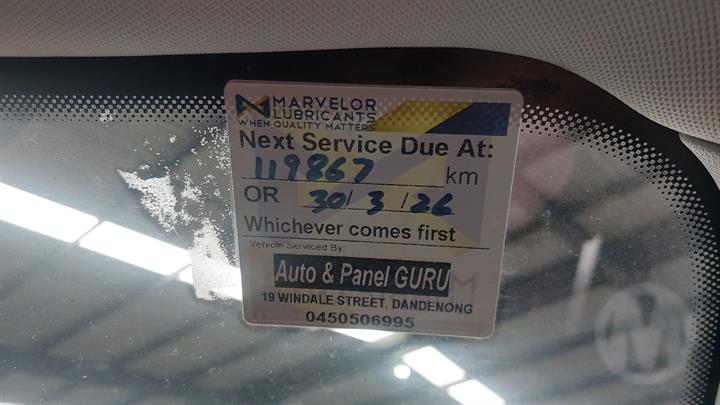 MARVELOR
LUBRICANTS
WHEN QUALITY MATTERS
Next Service Due At:
119867 km
OR 30/3/26
Whichever comes first
Vehicle Serviced By:
Auto & Panel GURU
19 WINDALE STREET, DANDENONG
0450506995
M